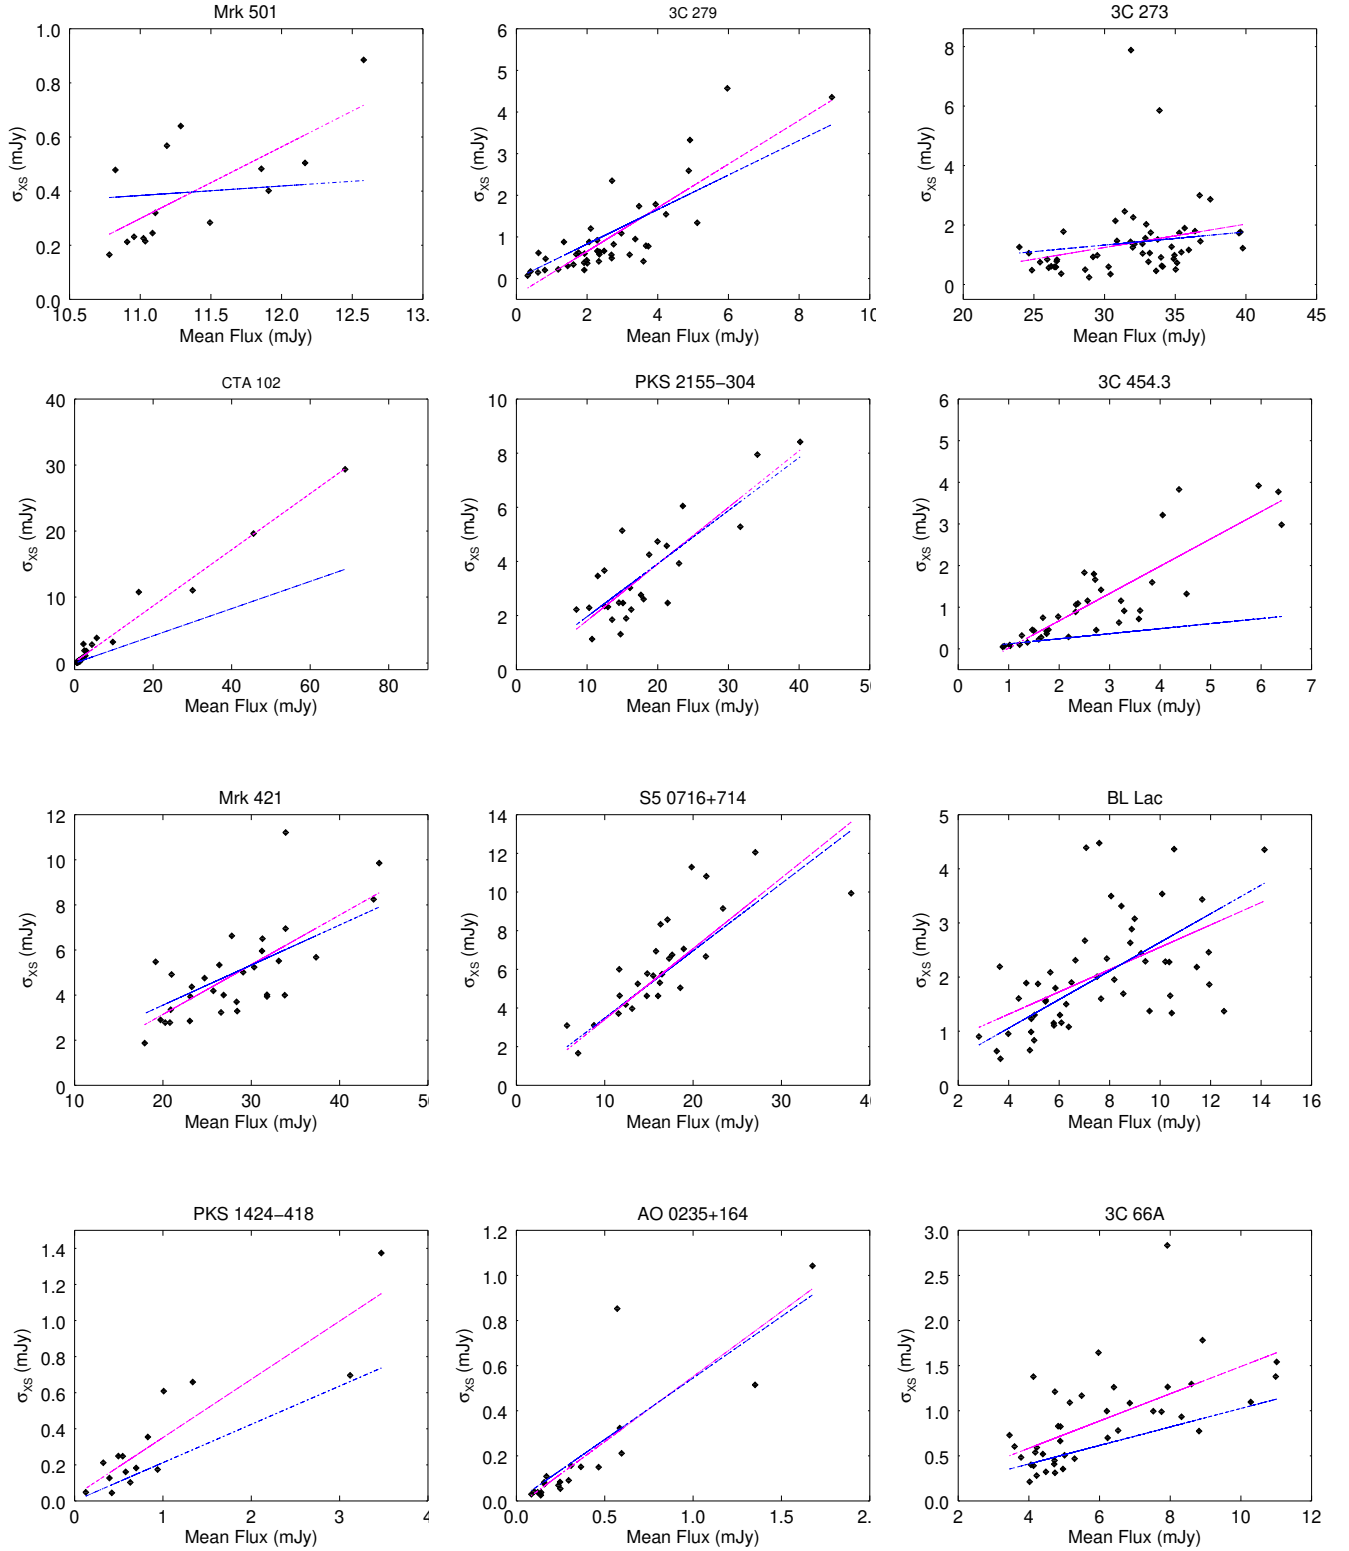 Mrk 501
σXS (mJy)
1.0
0.8
0.6
0.4
0.2
0.0
10.5 11.0 11.5 12.0 12.5 13.
Mean Flux (mJy)
3C 279
σXS (mJy)
6
5
4
3
2
1
0
0 2 4 6 8 10
Mean Flux (mJy)
3C 273
σXS (mJy)
8
6
4
2
0
20 25 30 35 40 45
Mean Flux (mJy)
CTA 102
σXS (mJy)
40
30
20
10
0
0 20 40 60 80
Mean Flux (mJy)
PKS 2155−304
σXS (mJy)
10
8
6
4
2
0
0 10 20 30 40
Mean Flux (mJy)
3C 454.3
σXS (mJy)
6
5
4
3
2
1
0
0 1 2 3 4 5 6 7
Mean Flux (mJy)
Mrk 421
σXS (mJy)
12
10
8
6
4
2
0
10 20 30 40
Mean Flux (mJy)
S5 0716+714
σXS (mJy)
14
12
10
8
6
4
2
0
0 10 20 30
Mean Flux (mJy)
BL Lac
σXS (mJy)
5
4
3
2
1
0
2 4 6 8 10 12 14 16
Mean Flux (mJy)
PKS 1424−418
σXS (mJy)
1.4
1.2
1.0
0.8
0.6
0.4
0.2
0.0
0 1 2 3
Mean Flux (mJy)
AO 0235+164
σXS (mJy)
1.2
1.0
0.8
0.6
0.4
0.2
0.0
0.0 0.5 1.0 1.5 2.
Mean Flux (mJy)
3C 66A
σXS (mJy)
3.0
2.5
2.0
1.5
1.0
0.5
0.0
2 4 6 8 10 12
Mean Flux (mJy)